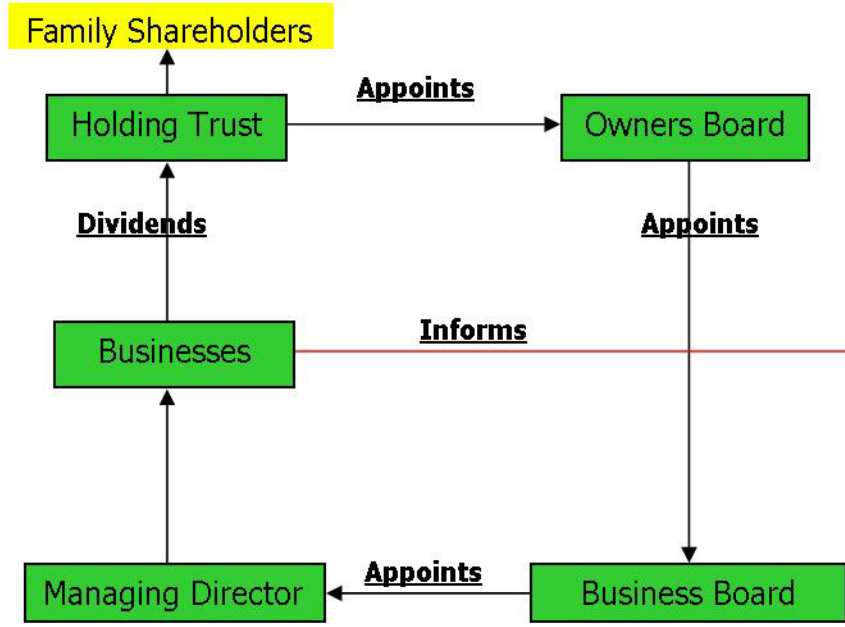 Family Shareholders
Appoints
Holding Trust
Owners Board
Dividends
Appoints
Informs
Businesses
Appoints
Managing Director
Business Board